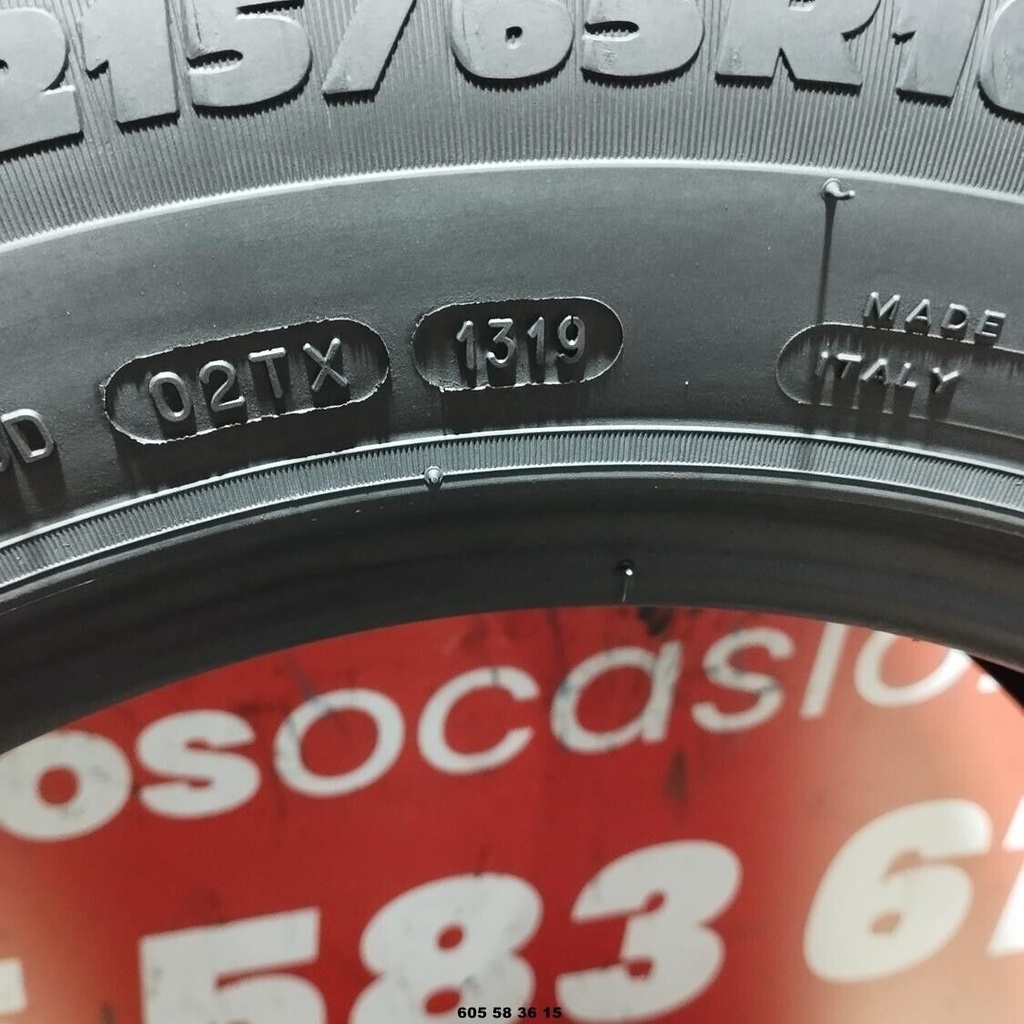 215/65R16
D
02TX
1319
MADE
ITALY
osocasio
583 6
605 58 36 15